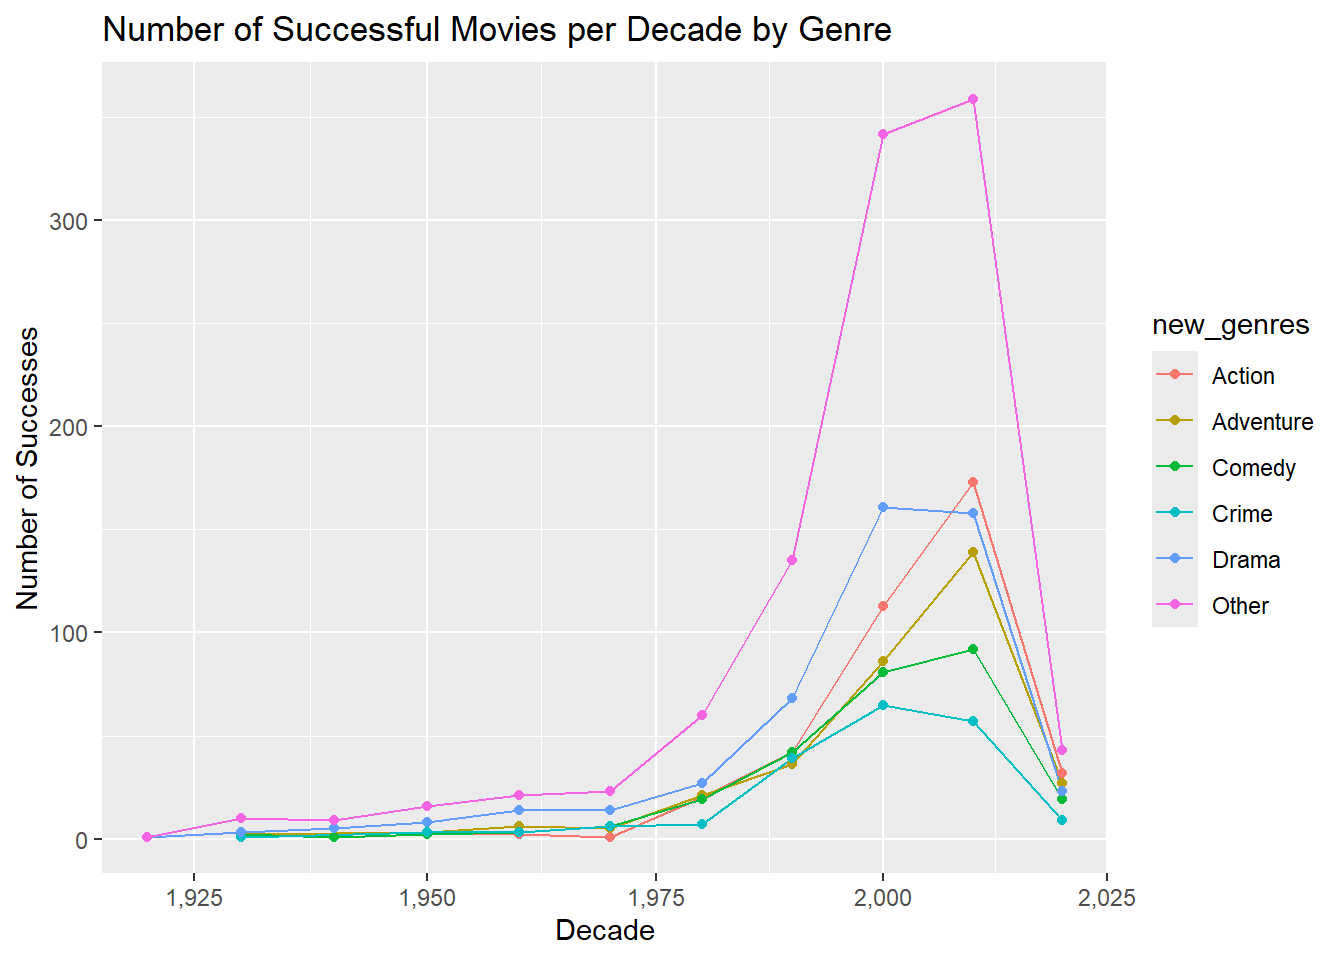 Number of Successful Movies per Decade by Genre
Number of Successes
300
200
100
0
1,925
1,950
1,975
2,000
2,025
Decade
new_genres
Action
Adventure
Comedy
Crime
Drama
Other